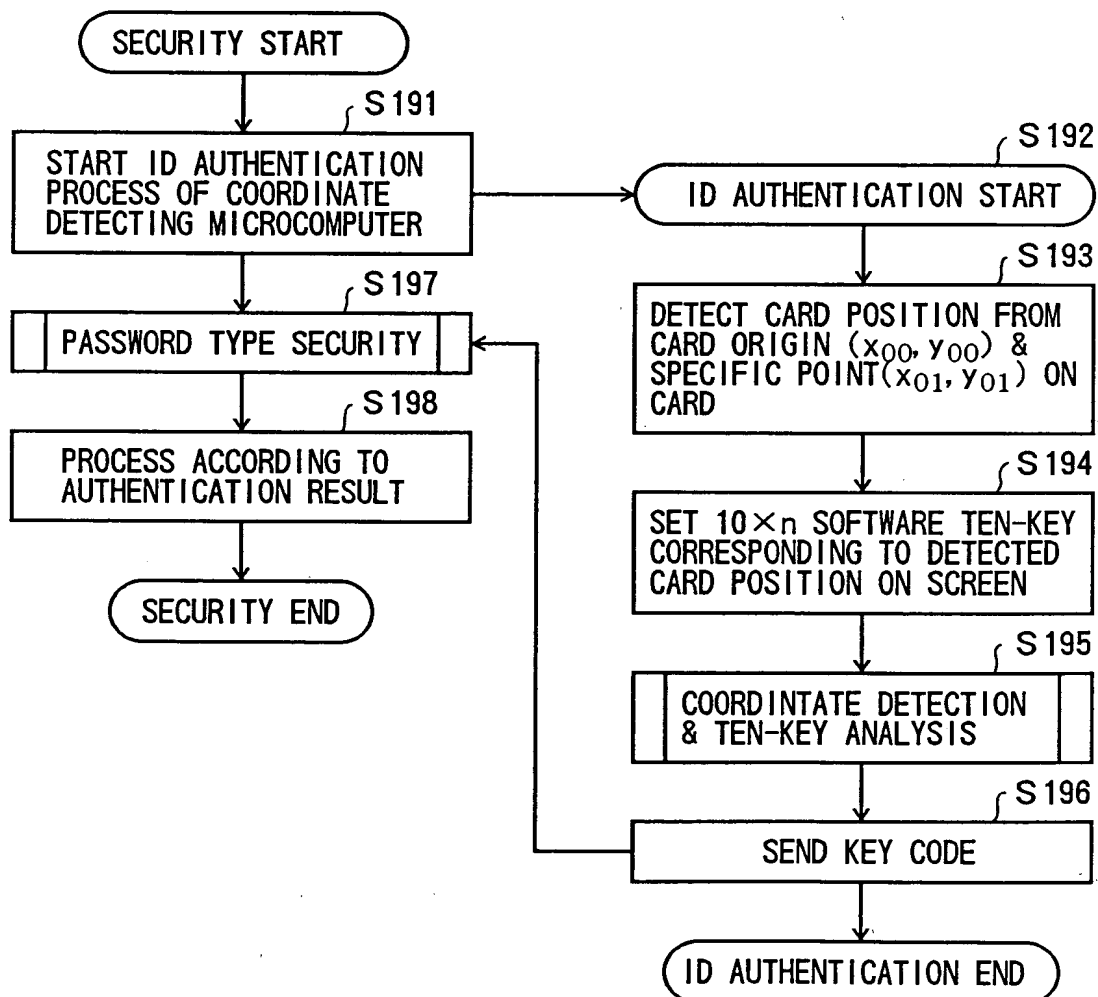 SECURITY START
S191
START ID AUTHENTICATION
PROCESS OF COORDINATE
DETECTING MICROCOMPUTER
S197
PASSWORD TYPE SECURITY
S198
PROCESS ACCORDING TO
AUTHENTICATION RESULT
SECURITY END
S192
ID AUTHENTICATION START
S193
DETECT CARD POSITION FROM
CARD ORIGIN (x00, y00) &
SPECIFIC POINT(x01, y01) ON
CARD
S194
SET 10×n SOFTWARE TEN-KEY
CORRESPONDING TO DETECTED
CARD POSITION ON SCREEN
S195
COORDINTATE DETECTION
& TEN-KEY ANALYSIS
S196
SEND KEY CODE
ID AUTHENTICATION END